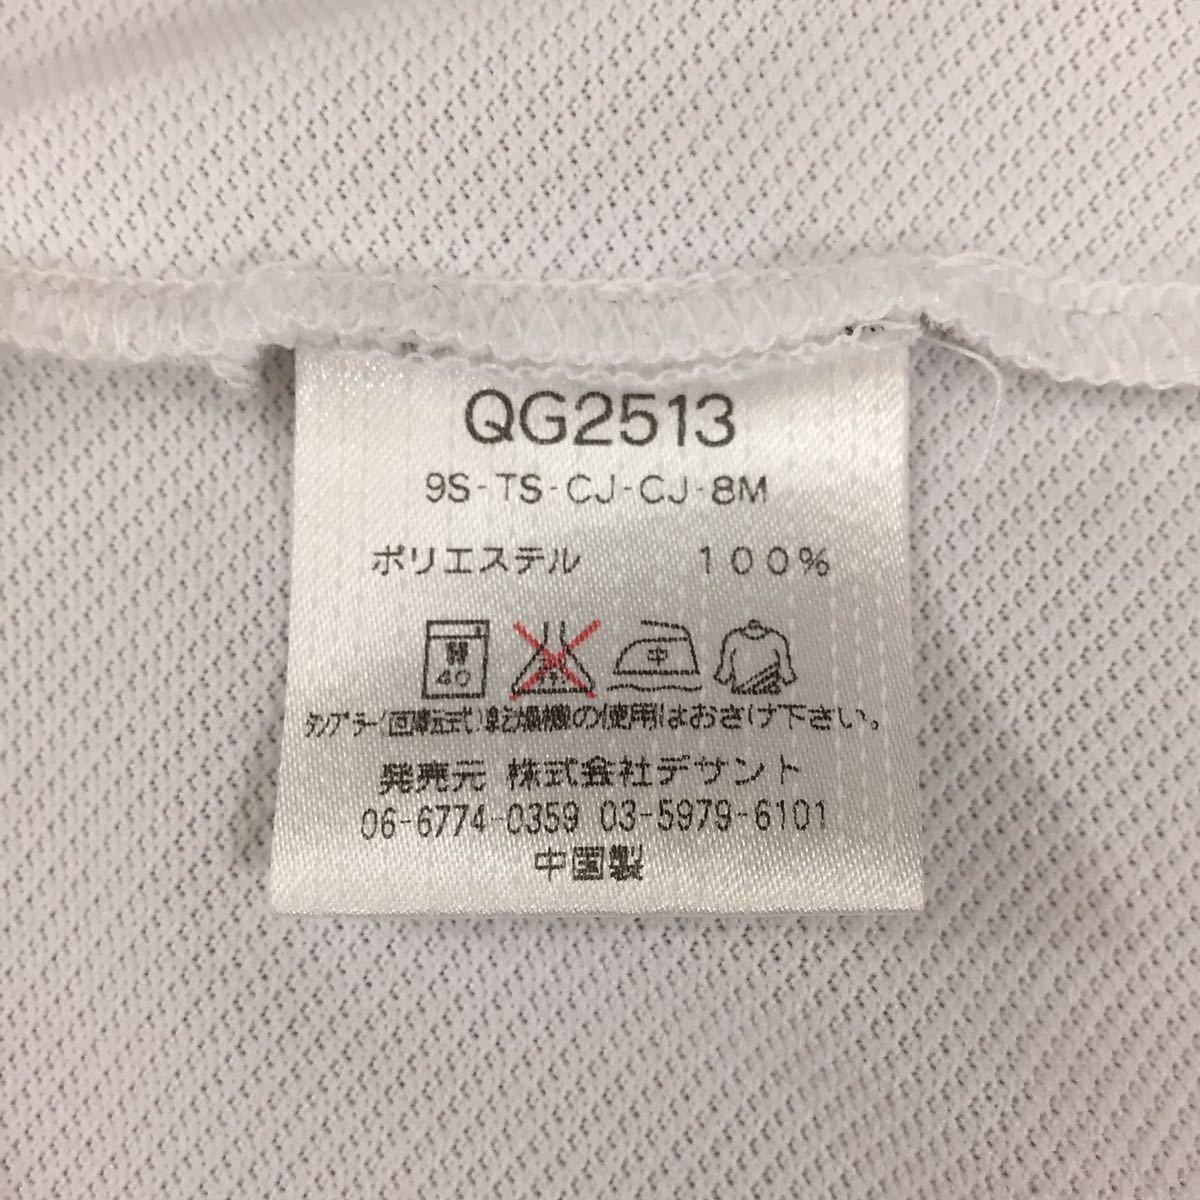 QG2513
9S-TS-CJ-CJ-8M
ポリエステル 100%
40 中
タンブラー(回転式)乾燥機の使用はおさけ下さい。
発売元 株式会社デサント
06-6774-0359 03-5979-6101
中国製